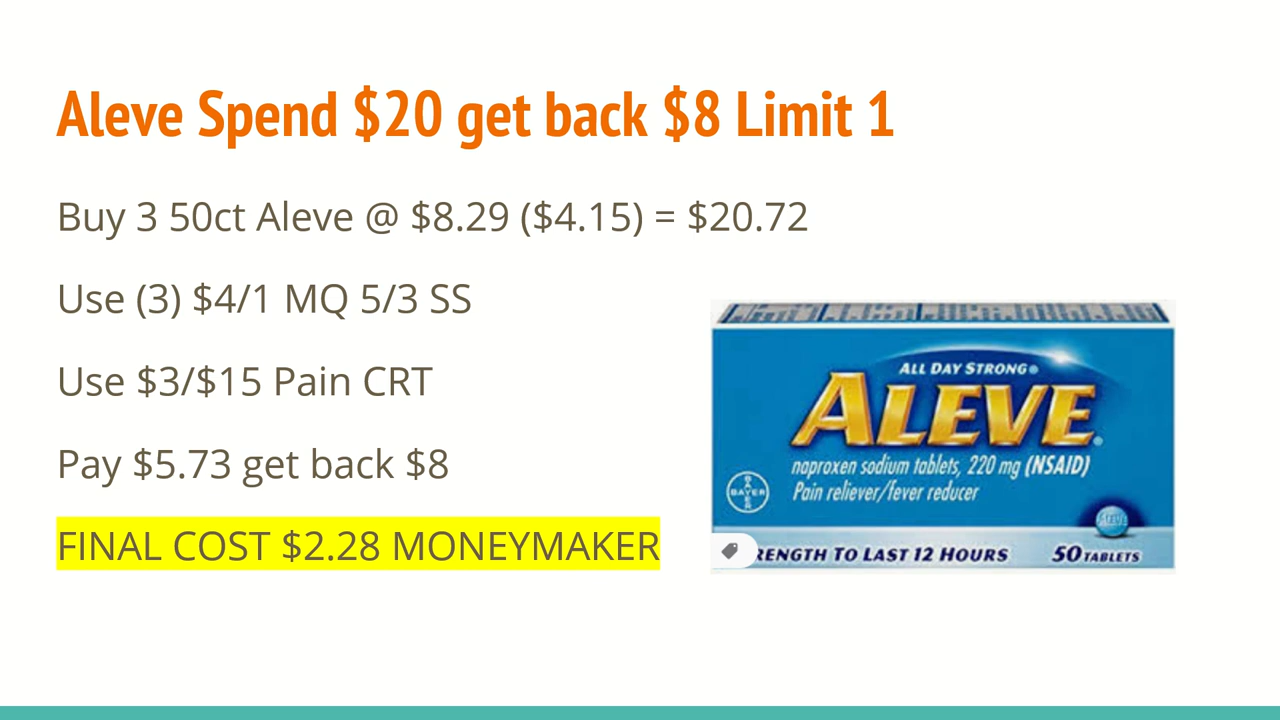 Aleve Spend $20 get back $8 Limit 1
Buy 3 50ct Aleve @ $8.29 ($4.15) = $20.72
Use (3) $4/1 MQ 5/3 SS
Use $3/$15 Pain CRT
Pay $5.73 get back $8
FINAL COST $2.28 MONEYMAKER
ALL DAY STRONG®
ALEVE®
naproxen sodium tablets, 220 mg (NSAID)
Pain reliever/fever reducer
BAYER
ALEVE
RENGTH TO LAST 12 HOURS
50 TABLETS